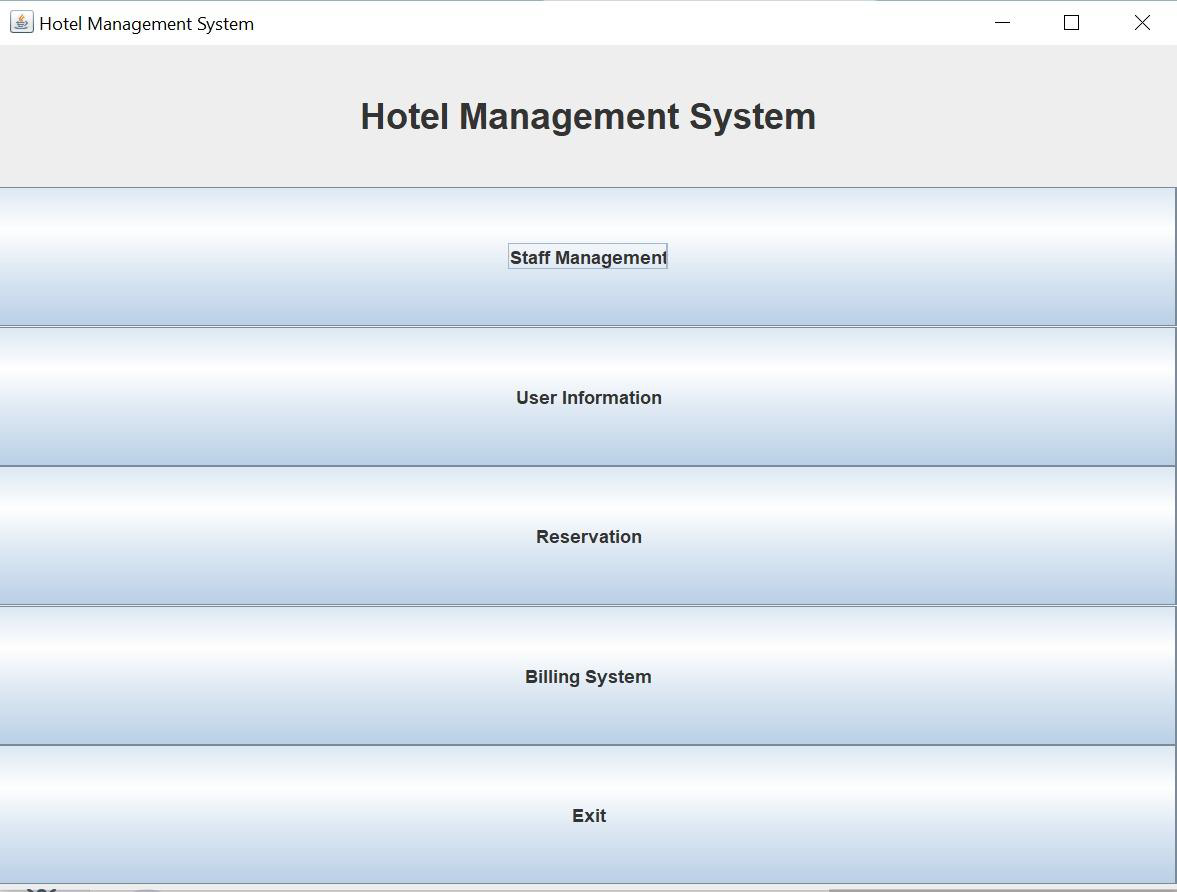 Hotel Management System
Hotel Management System
Staff Management
User Information
Reservation
Billing System
Exit